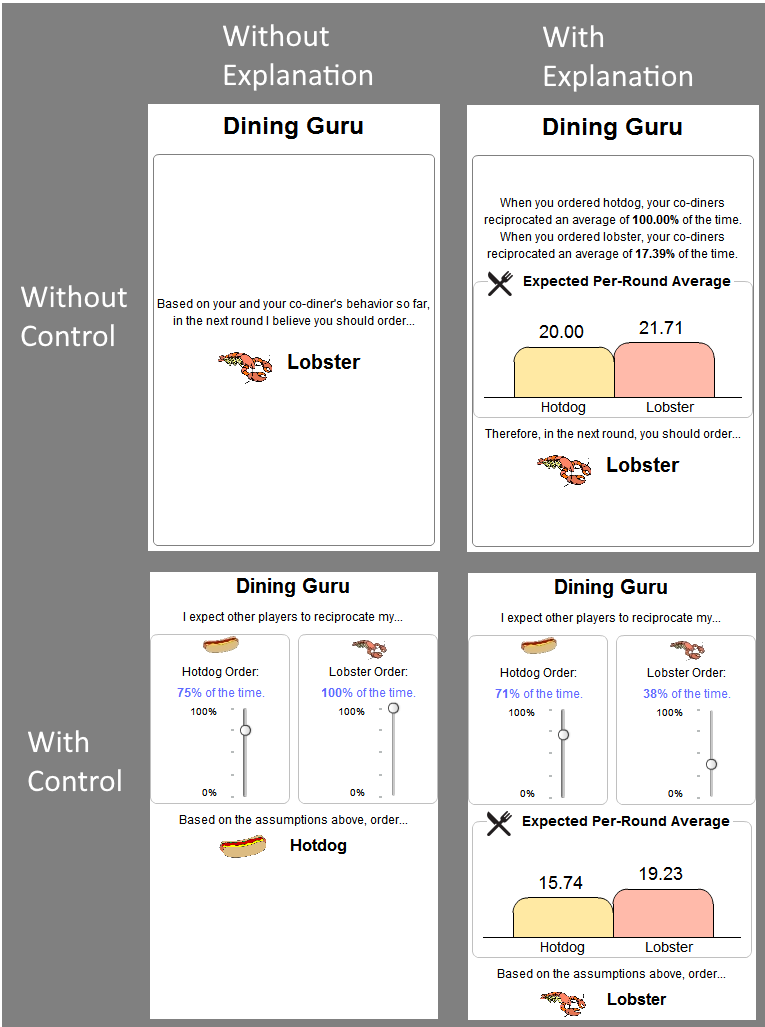 Without
Explanation
With
Explanation
Without
Control
Dining Guru
Based on your and your co-diner's behavior so far,
in the next round I believe you should order...
Lobster
Dining Guru
When you ordered hotdog, your co-diners
reciprocated an average of 100.00% of the time.
When you ordered lobster, your co-diners
reciprocated an average of 17.39% of the time.
Expected Per-Round Average
20.00
21.71
Hotdog
Lobster
Therefore, in the next round, you should order...
Lobster
With
Control
Dining Guru
I expect other players to reciprocate my...
Hotdog Order:
75% of the time.
100%
0%
Lobster Order:
100% of the time.
100%
0%
Based on the assumptions above, order...
Hotdog
Dining Guru
I expect other players to reciprocate my...
Hotdog Order:
71% of the time.
100%
0%
Lobster Order:
38% of the time.
100%
0%
Expected Per-Round Average
15.74
19.23
Hotdog
Lobster
Based on the assumptions above, order...
Lobster